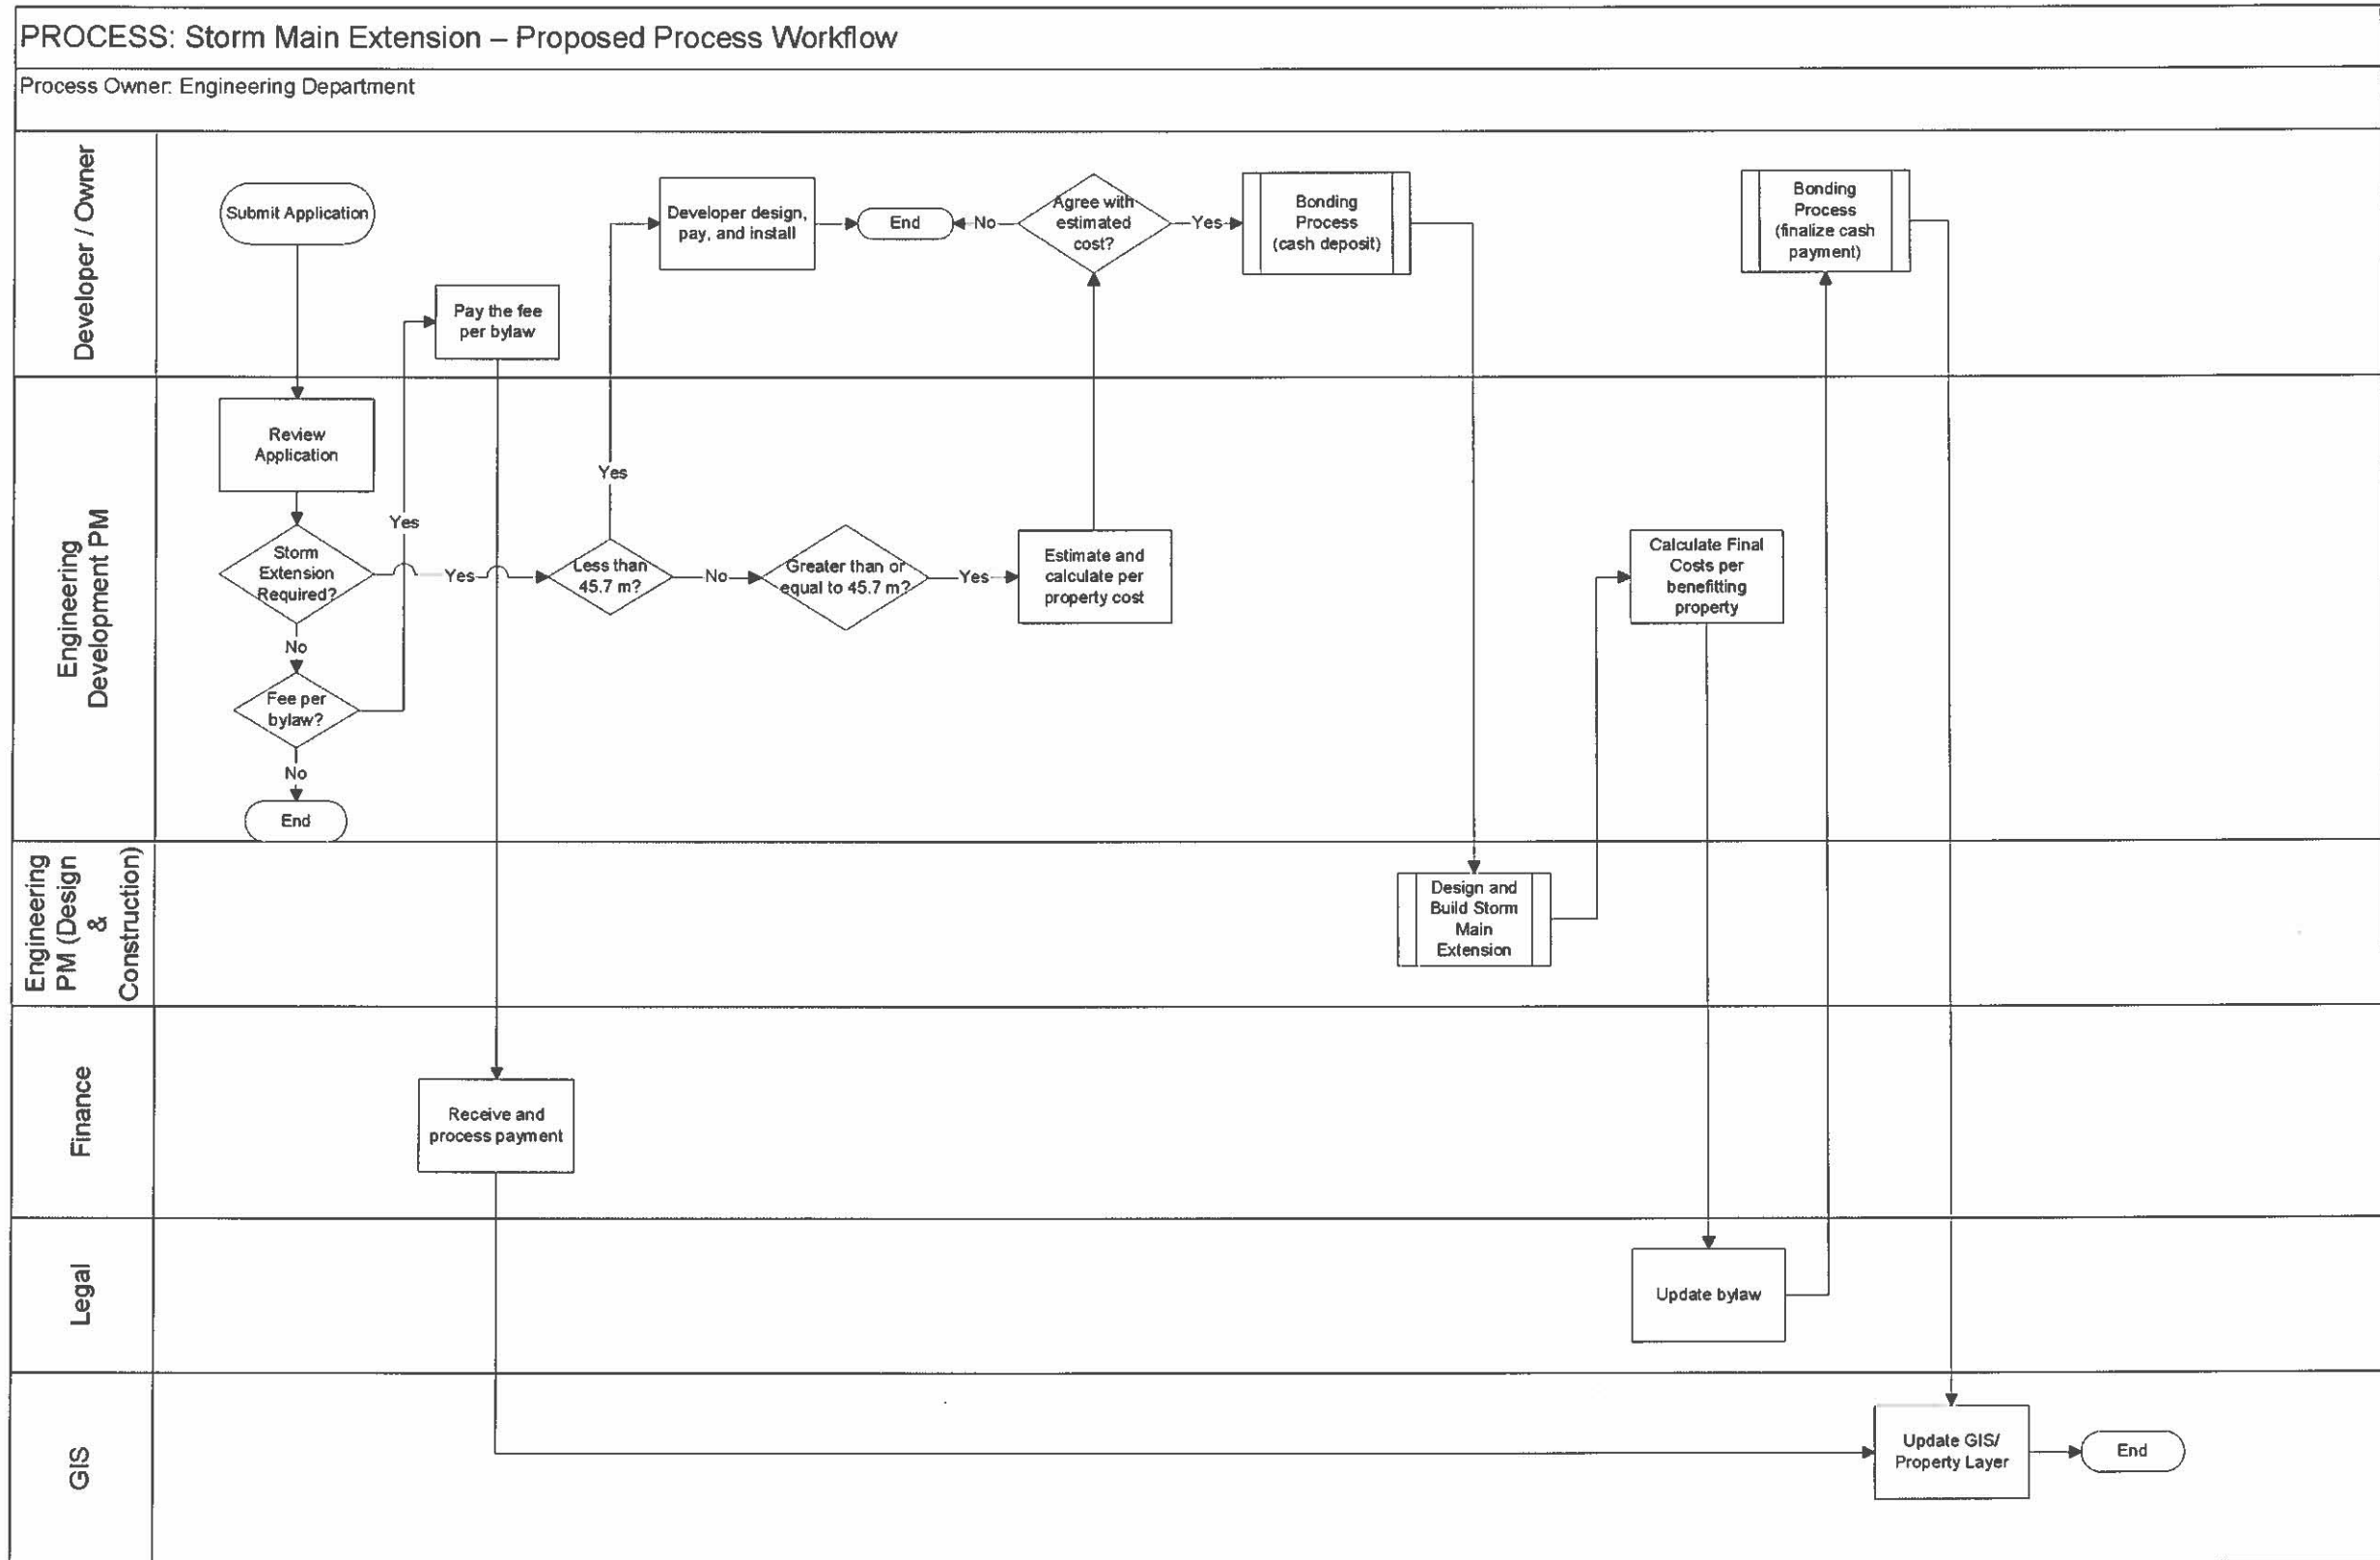 PROCESS: Storm Main Extension – Proposed Process Workflow
Process Owner: Engineering Department
Developer / Owner
Submit Application
Pay the fee
per bylaw
Developer design,
pay, and install
End
No
Agree with
estimated
cost?
Yes
Bonding
Process
(cash deposit)
Bonding
Process
(finalize cash
payment)
Engineering
Development PM
Review
Application
Storm
Extension
Required?
Yes
Yes
Yes
Less than
45.7 m?
No
Greater than or
equal to 45.7 m?
Yes
Estimate and
calculate per
property cost
Calculate Final
Costs per
benefitting
property
No
Fee per
bylaw?
No
End
Engineering
PM (Design
&
Construction)
Design and
Build Storm
Main
Extension
Finance
Receive and
process payment
Legal
Update bylaw
GIS
Update GIS/
Property Layer
End